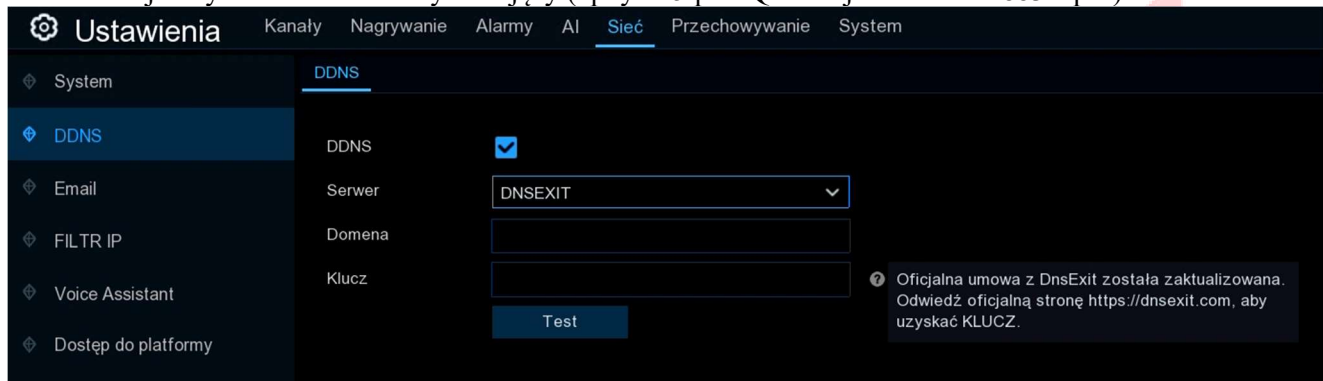 Ustawienia
Kanały Nagrywanie Alarmy AI Sieć Przechowywanie System
System
DDNS
Email
FILTR IP
Voice Assistant
Dostęp do platformy
DDNS
DDNS
Serwer DNSEXIT
Domena
Klucz
Oficjalna umowa z DnsExit została zaktualizowana.
Odwiedź oficjalną stronę https://dnsexit.com, aby
uzyskać KLUCZ.
Test